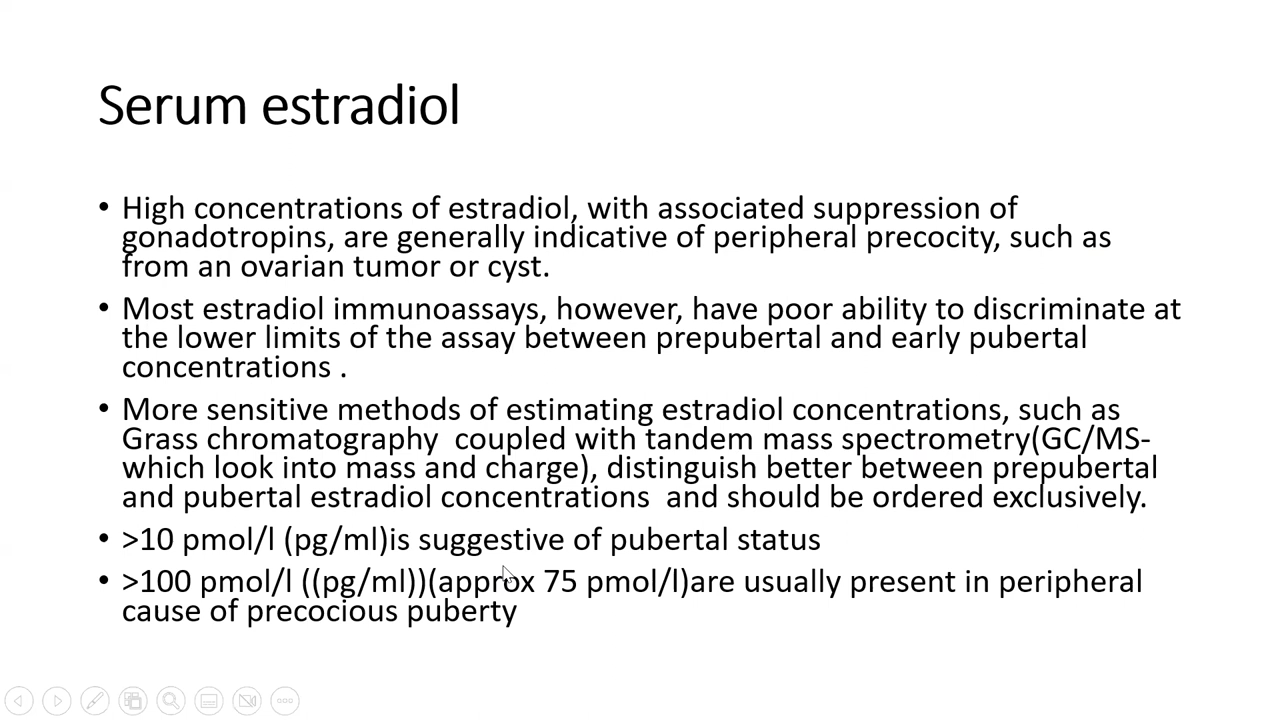 Serum estradiol
• High concentrations of estradiol, with associated suppression of
gonadotropins, are generally indicative of peripheral precocity, such as
from an ovarian tumor or cyst.
• Most estradiol immunoassays, however, have poor ability to discriminate at
the lower limits of the assay between prepubertal and early pubertal
concentrations .
• More sensitive methods of estimating estradiol concentrations, such as
Grass chromatography  coupled with tandem mass spectrometry(GC/MS-
which look into mass and charge), distinguish better between prepubertal
and pubertal estradiol concentrations  and should be ordered exclusively.
• >10 pmol/l (pg/ml)is suggestive of pubertal status
• >100 pmol/l ((pg/ml))(approx 75 pmol/l)are usually present in peripheral
cause of precocious puberty